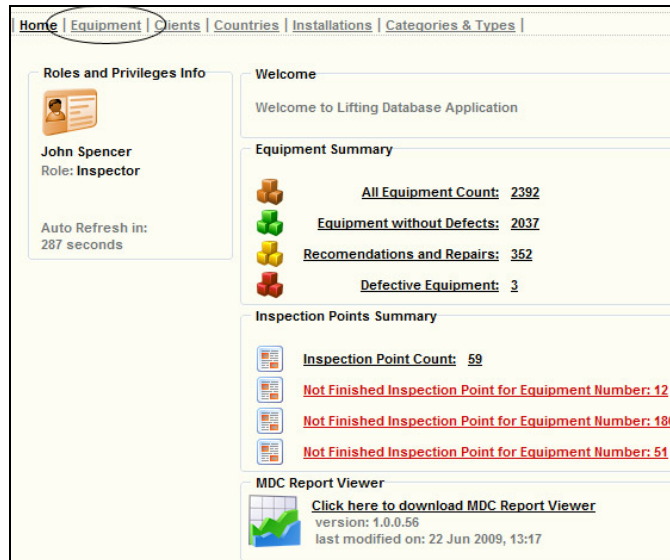 | Home | Equipment | Clients | Countries | Installations | Categories & Types |
Roles and Privileges Info
John Spencer
Role: Inspector
Auto Refresh in:
287 seconds
Welcome
Welcome to Lifting Database Application
Equipment Summary
All Equipment Count: 2392
Equipment without Defects: 2037
Recomendations and Repairs: 352
Defective Equipment: 3
Inspection Points Summary
Inspection Point Count: 59
Not Finished Inspection Point for Equipment Number: 12
Not Finished Inspection Point for Equipment Number:
Not Finished Inspection Point for Equipment Number: 51
MDC Report Viewer
Click here to download MDC Report Viewer
version: 1.0.0.56
last modified on: 22 Jun 2009, 13:17